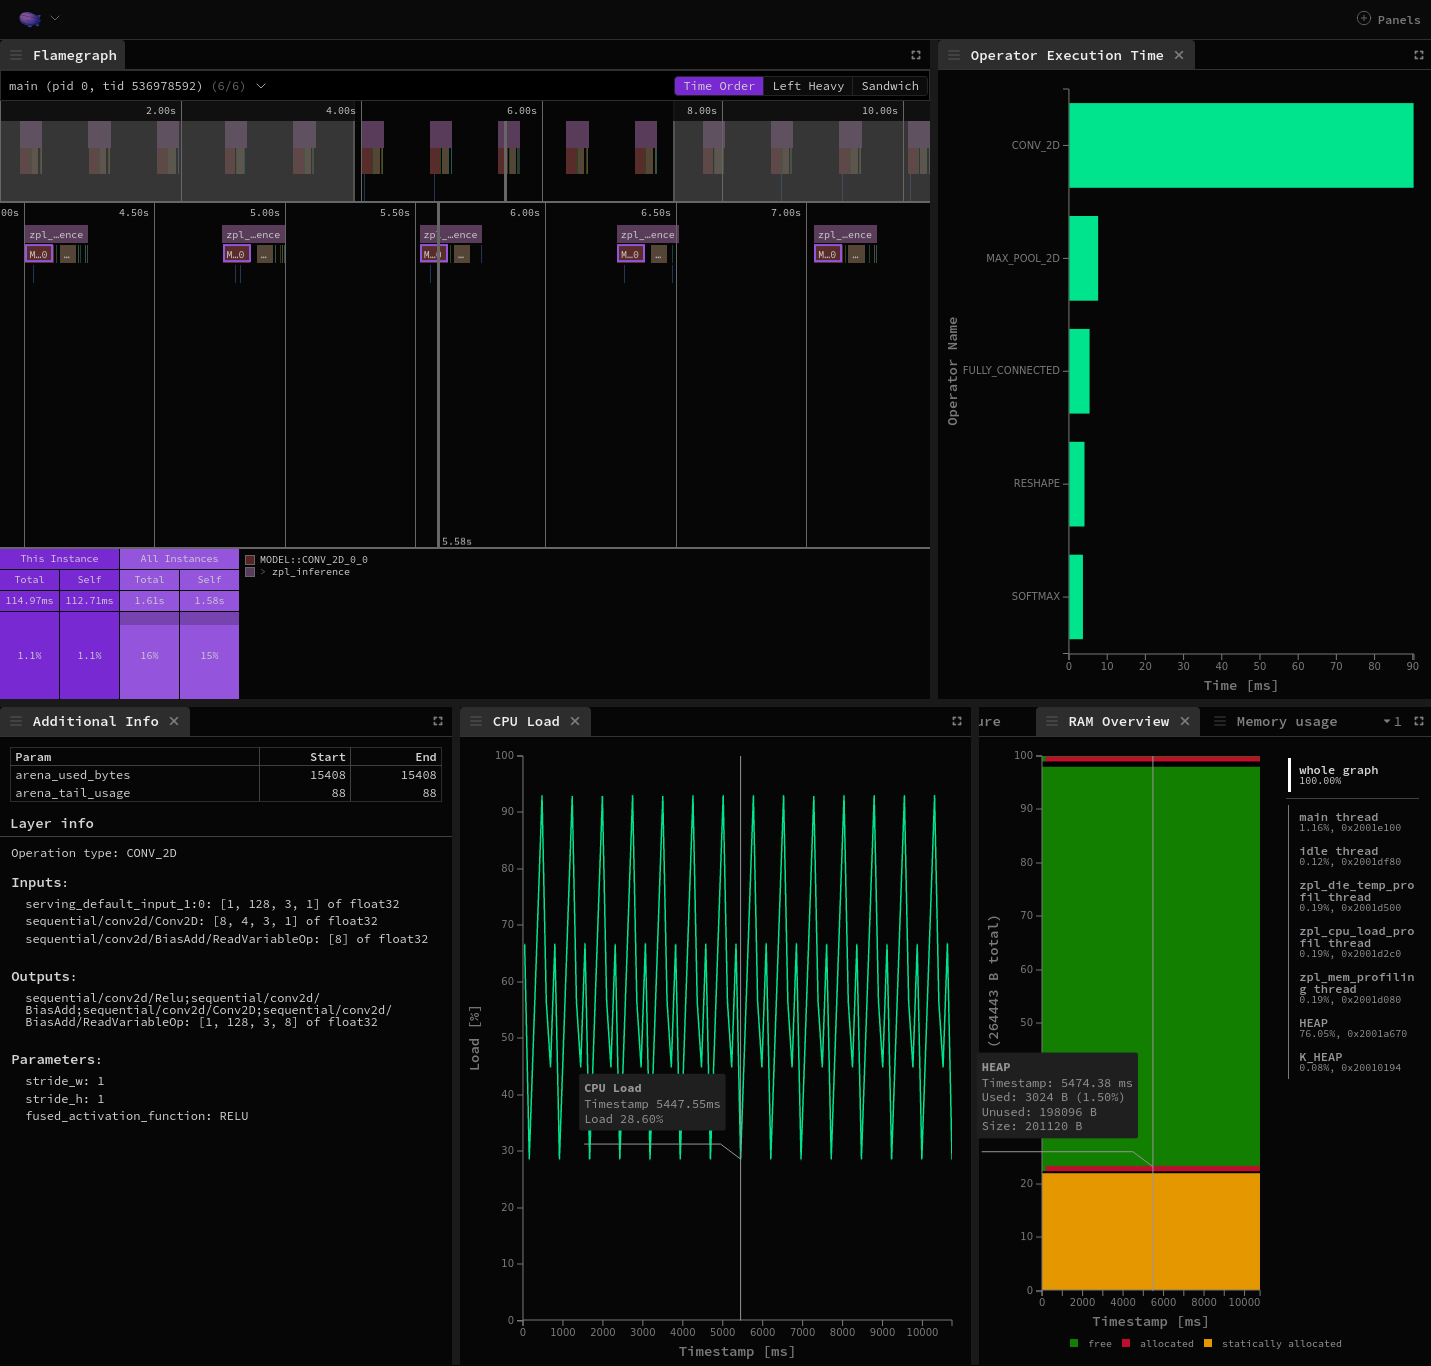 Panels
Flamegraph
main (pid 0, tid 536978592) (6/6)
Time Order Left Heavy Sandwich
2.00s 4.00s 6.00s 8.00s 10.00s
00s 4.50s 5.00s 5.50s 6.00s 6.50s 7.00s
zpl_…ence zpl_…ence zpl_…ence zpl_…ence zpl_…ence
M…0 … M…0 … M…0 … M…0 … M…0 …
5.58s
This Instance All Instances
Total Self Total Self
114.97ms 112.71ms 1.61s 1.58s
1.1% 1.1% 16% 15%
MODEL::CONV_2D_0_0
> zpl_inference
Operator Execution Time
Operator Name
CONV_2D
MAX_POOL_2D
FULLY_CONNECTED
RESHAPE
SOFTMAX
0 10 20 30 40 50 60 70 80 90
Time [ms]
Additional Info
Param Start End
arena_used_bytes 15408 15408
arena_tail_usage 88 88
Layer info
Operation type: CONV_2D
Inputs:
serving_default_input_1:0: [1, 128, 3, 1] of float32
sequential/conv2d/Conv2D: [8, 4, 3, 1] of float32
sequential/conv2d/BiasAdd/ReadVariableOp: [8] of float32
Outputs:
sequential/conv2d/Relu;sequential/conv2d/
BiasAdd;sequential/conv2d/Conv2D;sequential/conv2d/
BiasAdd/ReadVariableOp: [1, 128, 3, 8] of float32
Parameters:
stride_w: 1
stride_h: 1
fused_activation_function: RELU
CPU Load
100
90
80
70
60
50
40
30
20
10
0
Load [%]
CPU Load
Timestamp 5447.55ms
Load 28.60%
0 1000 2000 3000 4000 5000 6000 7000 8000 9000 10000
Timestamp [ms]
ure RAM Overview Memory usage 1
100
90
80
70
60
50
20
10
0
(264443 B total)
HEAP
Timestamp: 5474.38 ms
Used: 3024 B (1.50%)
Unused: 198096 B
Size: 201120 B
0 2000 4000 6000 8000 10000
Timestamp [ms]
free allocated statically allocated
whole graph
100.00%
main thread
1.16%, 0x2001e100
idle thread
0.12%, 0x2001df80
zpl_die_temp_pro
fil thread
0.19%, 0x2001d500
zpl_cpu_load_pro
fil thread
0.19%, 0x2001d2c0
zpl_mem_profilin
g thread
0.19%, 0x2001d080
HEAP
76.05%, 0x2001a670
K_HEAP
0.08%, 0x20010194